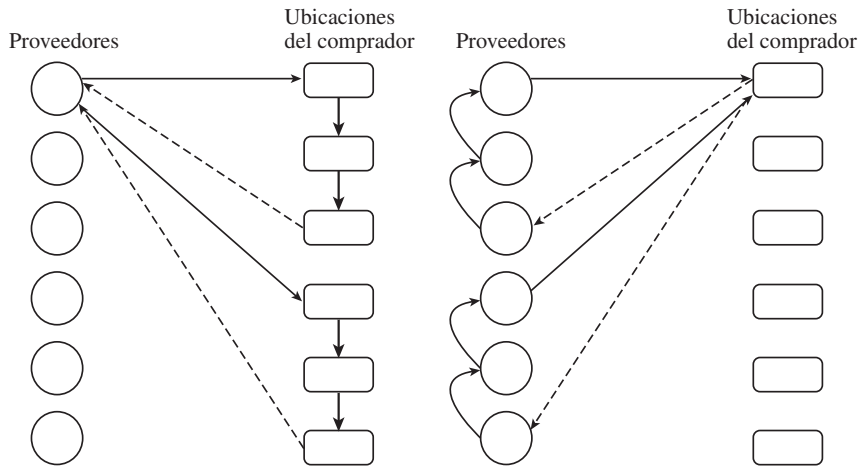 Proveedores
Ubicaciones
del comprador
Proveedores
Ubicaciones
del comprador